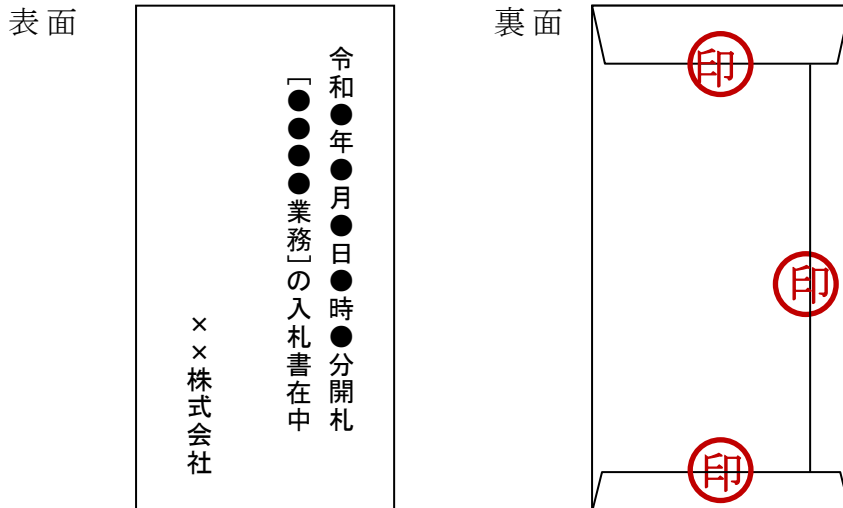 表面
令和●年●月●日●時●分開札
［●●●●業務］の入札書在中
××株式会社
裏面
印
印
印